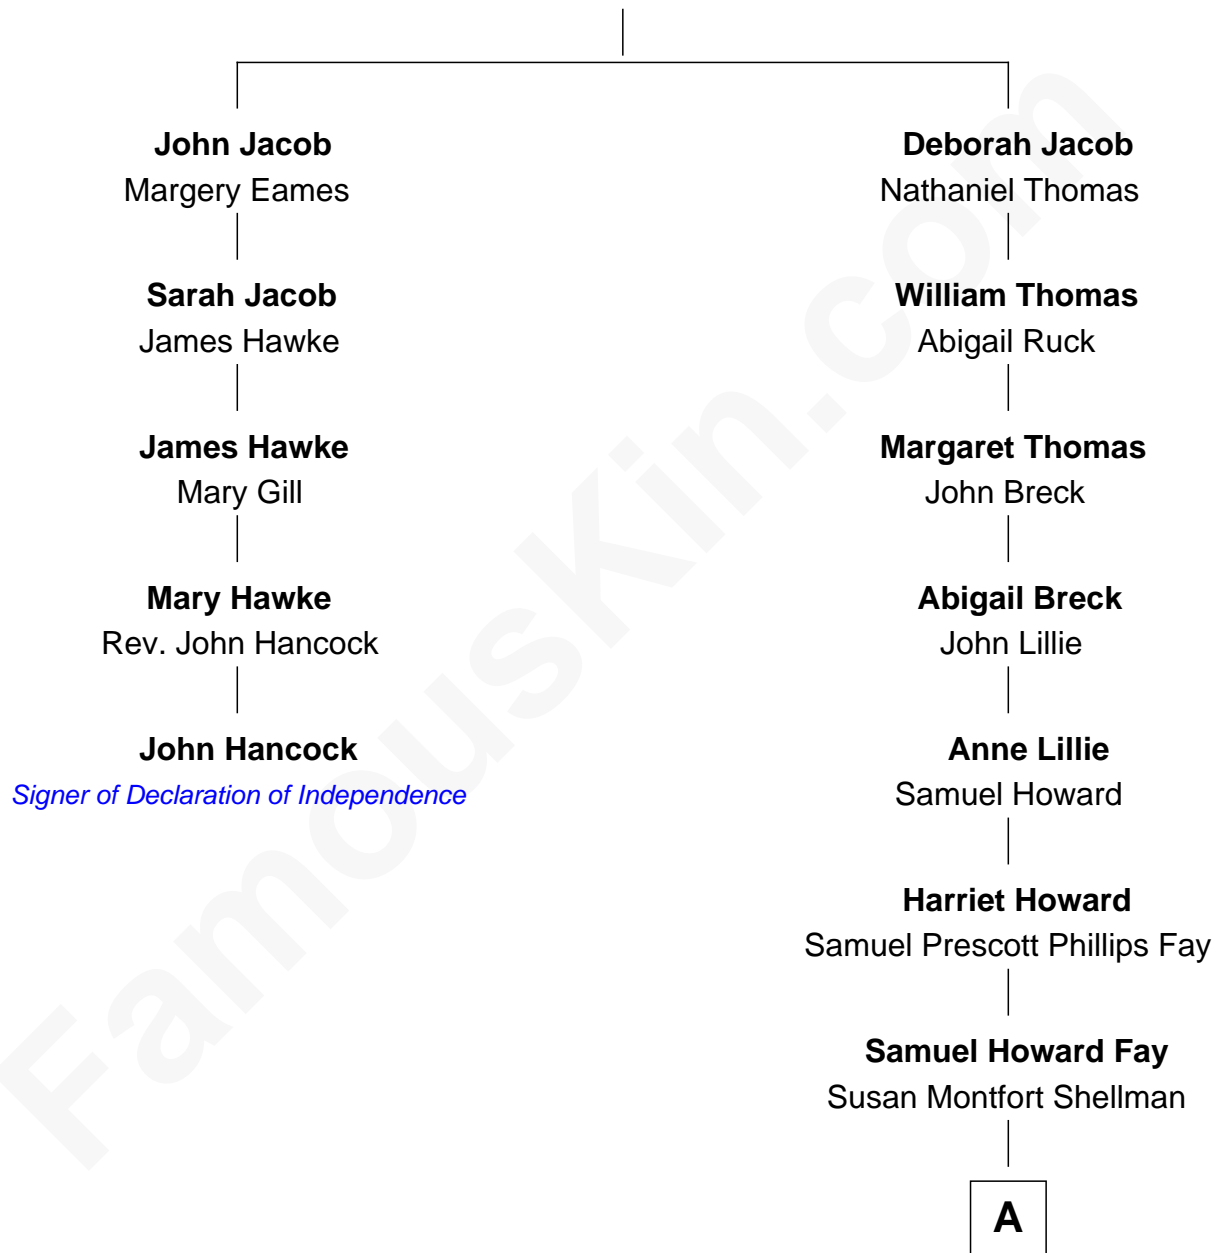 John Jacob
Margery Eames
Sarah Jacob
James Hawke
James Hawke
Mary Gill
Mary Hawke
Rev. John Hancock
John Hancock
Signer of Declaration of Independence
Deborah Jacob
Nathaniel Thomas
William Thomas
Abigail Ruck
Margaret Thomas
John Breck
Abigail Breck
John Lillie
Anne Lillie
Samuel Howard
Harriet Howard
Samuel Prescott Phillips Fay
Samuel Howard Fay
Susan Montfort Shellman
A
FamousKin.com